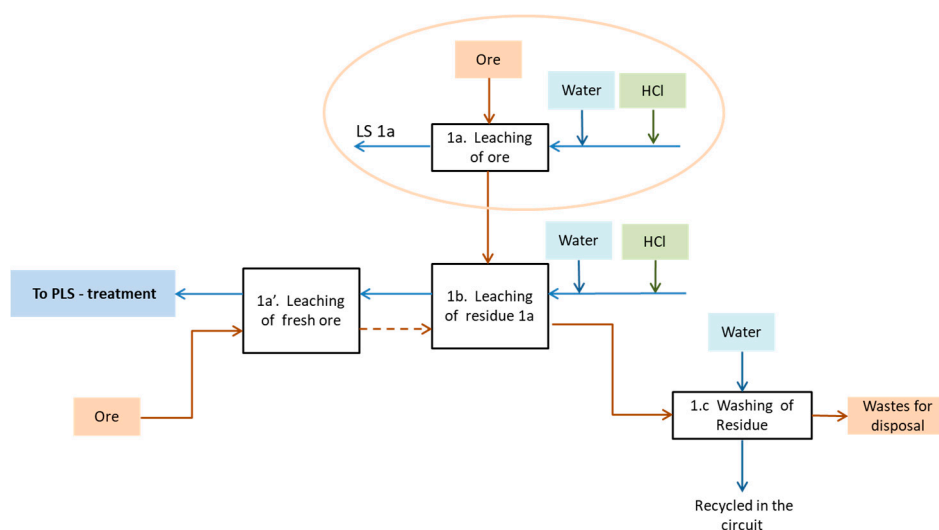 Ore
Water
HCl
LS 1a
1a. Leaching
of ore
Water
HCl
To PLS - treatment
1a’. Leaching
of fresh ore
1b. Leaching
of residue 1a
Water
Ore
1.c Washing of
Residue
Wastes for
disposal
Recycled in the
circuit